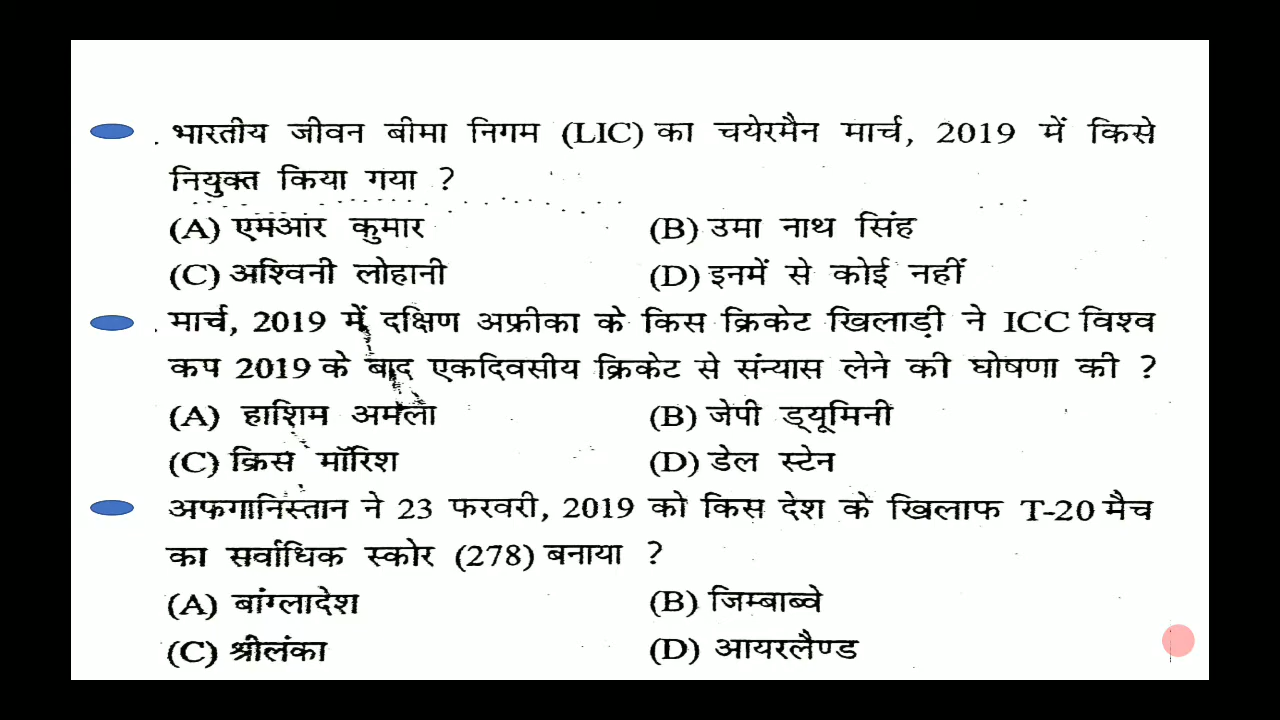 भारतीय जीवन बीमा निगम (LIC) का चयेरमैन मार्च, 2019 में किसे
नियुक्त किया गया ?
(A) एमआर कुमार (B) उमा नाथ सिंह
(C) अश्विनी लोहानी (D) इनमें से कोई नहीं
मार्च, 2019 में दक्षिण अफ्रीका के किस क्रिकेट खिलाड़ी ने ICC विश्व
कप 2019 के बाद एकदिवसीय क्रिकेट से संन्यास लेने की घोषणा की ?
(A) हाशिम अमला (B) जेपी ड्यूमिनी
(C) क्रिस मॉरिश (D) डेल स्टेन
अफगानिस्तान ने 23 फरवरी, 2019 को किस देश के खिलाफ T-20 मैच
का सर्वाधिक स्कोर (278) बनाया ?
(A) बांग्लादेश (B) जिम्बाब्वे
(C) श्रीलंका (D) आयरलैण्ड